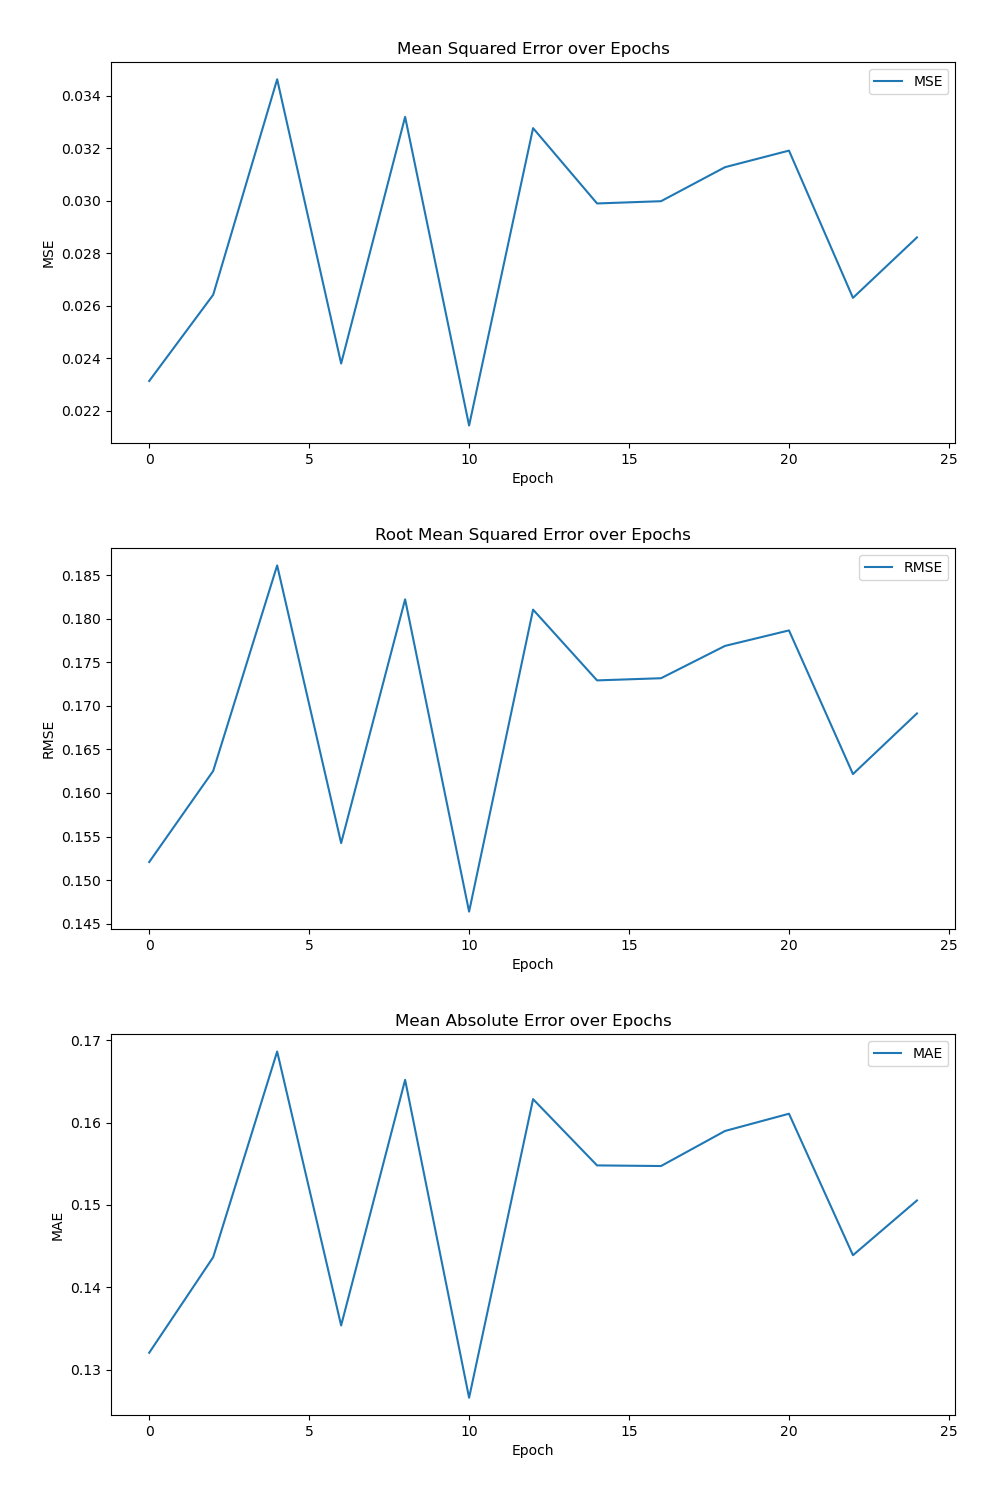 Mean Squared Error over Epochs
MSE
0.034
0.032
0.030
0.028
0.026
0.024
0.022
MSE
0 5 10 15 20 25
Epoch
Root Mean Squared Error over Epochs
RMSE
0.185
0.180
0.175
0.170
0.165
0.160
0.155
0.150
0.145
RMSE
0 5 10 15 20 25
Epoch
Mean Absolute Error over Epochs
MAE
0.17
0.16
0.15
0.14
0.13
MAE
0 5 10 15 20 25
Epoch